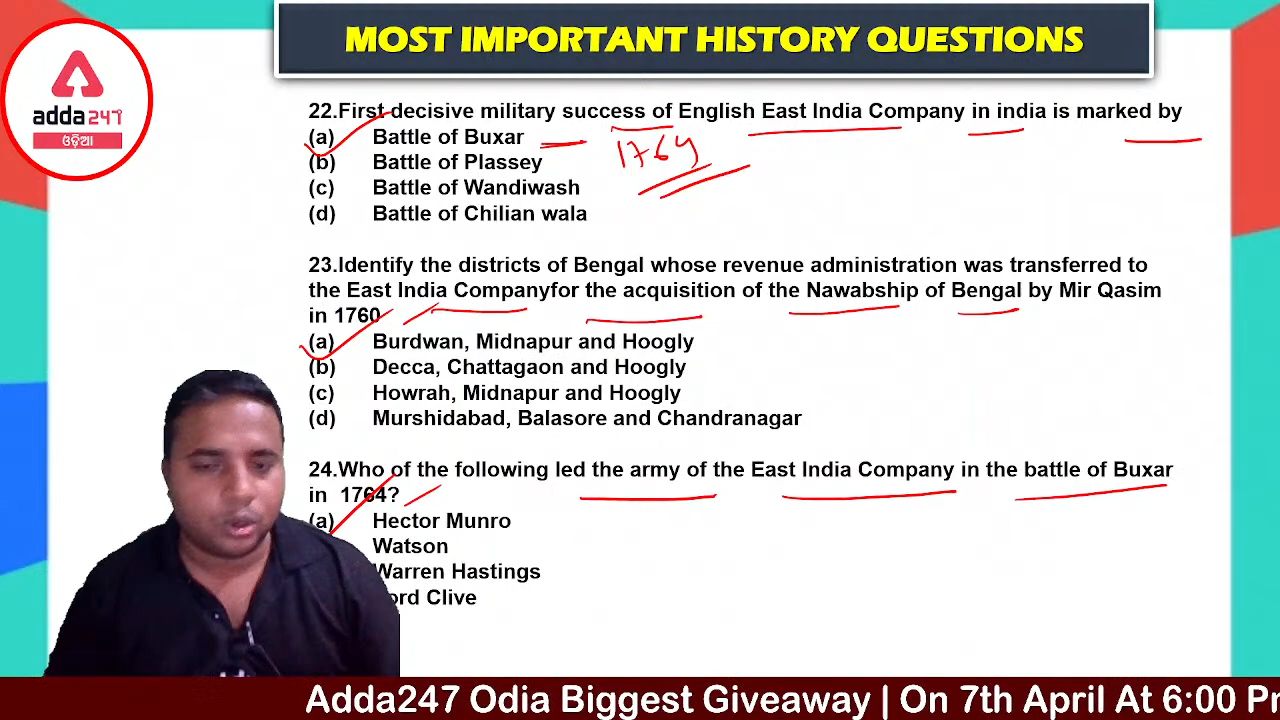 MOST IMPORTANT HISTORY QUESTIONS
adda247
ଓଡ଼ିଆ
22.First decisive military success of English East India Company in india is marked by
(a) Battle of Buxar
1764
(b) Battle of Plassey
(c) Battle of Wandiwash
(d) Battle of Chilian wala
23.Identify the districts of Bengal whose revenue administration was transferred to
the East India Companyfor the acquisition of the Nawabship of Bengal by Mir Qasim
in 1760
(a) Burdwan, Midnapur and Hoogly
(b) Decca, Chattagaon and Hoogly
(c) Howrah, Midnapur and Hoogly
(d) Murshidabad, Balasore and Chandranagar
24.Who of the following led the army of the East India Company in the battle of Buxar
in 1764?
(a) Hector Munro
Watson
Warren Hastings
ord Clive
Adda247 Odia Biggest Giveaway | On 7th April At 6:00 Pr